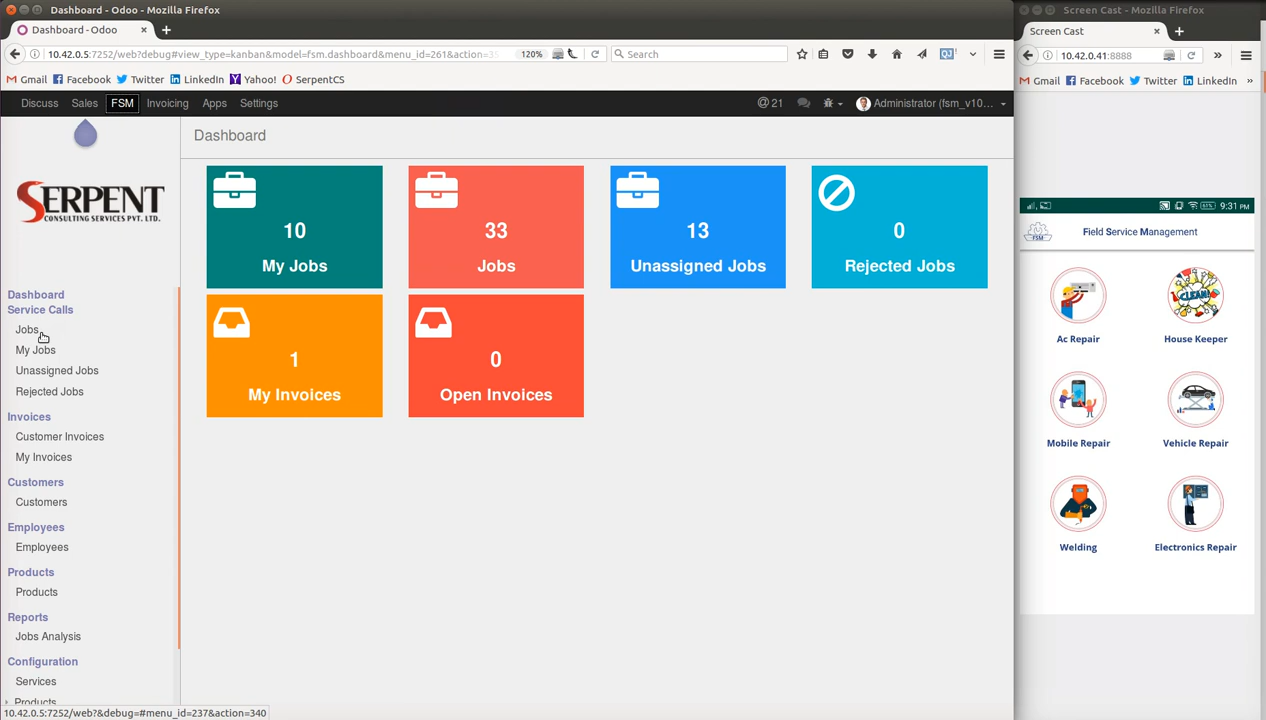 Dashboard - Odoo - Mozilla Firefox
Dashboard - Odoo
10.42.0.5:7252/web?debug#view_type=kanban&model=fsm.dashboard&menu_id=261&action=35
120%
Search
Gmail Facebook Twitter LinkedIn Yahoo! SerpentCS
Discuss Sales FSM Invoicing Apps Settings
@ 21
Administrator (fsm_v10...
SERPENT
CONSULTING SERVICES PVT. LTD.
Dashboard
Service Calls
Jobs
My Jobs
Unassigned Jobs
Rejected Jobs
Invoices
Customer Invoices
My Invoices
Customers
Customers
Employees
Employees
Products
Products
Reports
Jobs Analysis
Configuration
Services
Products
10.42.0.5:7252/web?&debug=#menu_id=237&action=340
Dashboard
10
My Jobs
33
Jobs
13
Unassigned Jobs
0
Rejected Jobs
1
My Invoices
0
Open Invoices
Screen Cast - Mozilla Firefox
Screen Cast
10.42.0.41:8888
Gmail Facebook Twitter LinkedIn
9:31 PM
FSM
Field Service Management
Ac Repair
CLEAN!
House Keeper
Mobile Repair
Vehicle Repair
Welding
Electronics Repair